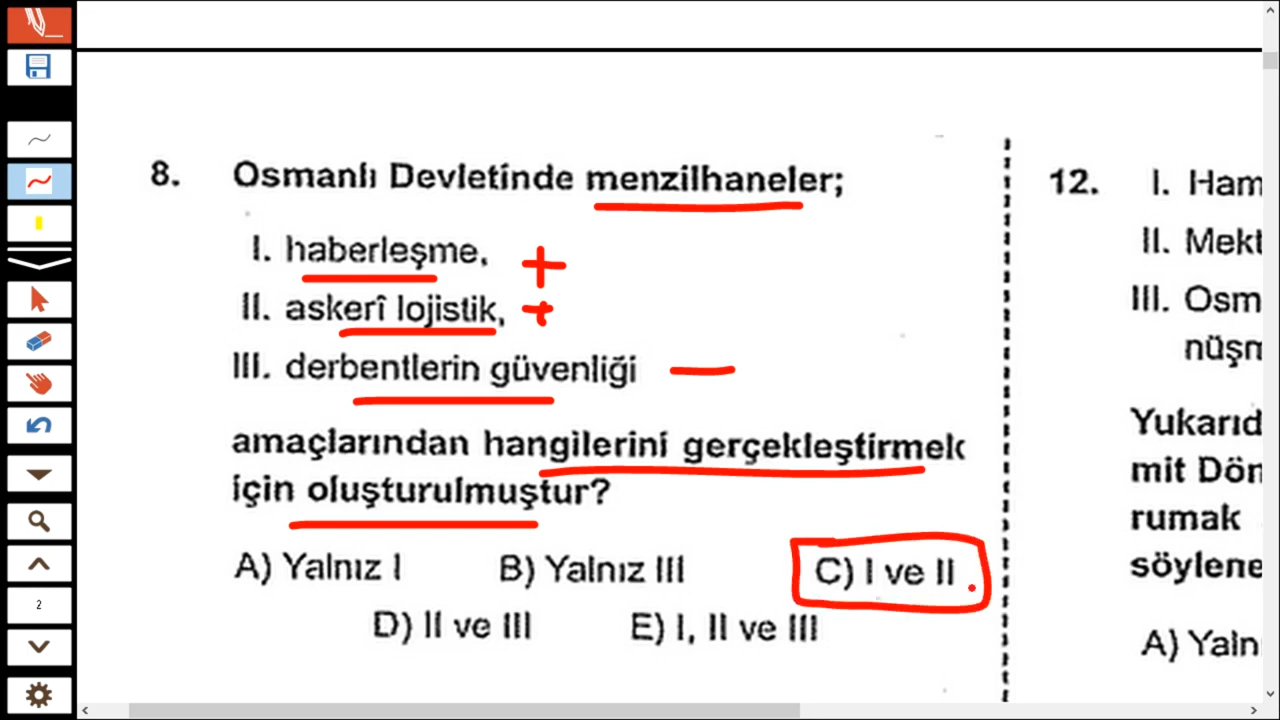 8. Osmanlı Devletinde menzilhaneler;
I. haberleşme,
II. askerî lojistik,
III. derbentlerin güvenliği
amaçlarından hangilerini gerçekleştirmek
için oluşturulmuştur?
A) Yalnız I B) Yalnız III C) I ve II
D) II ve III E) I, II ve III
12. I. Ham
II. Mekt
III. Osm
nüşm
Yukarıd
mit Dön
rumak
söylene
A) Yaln
2